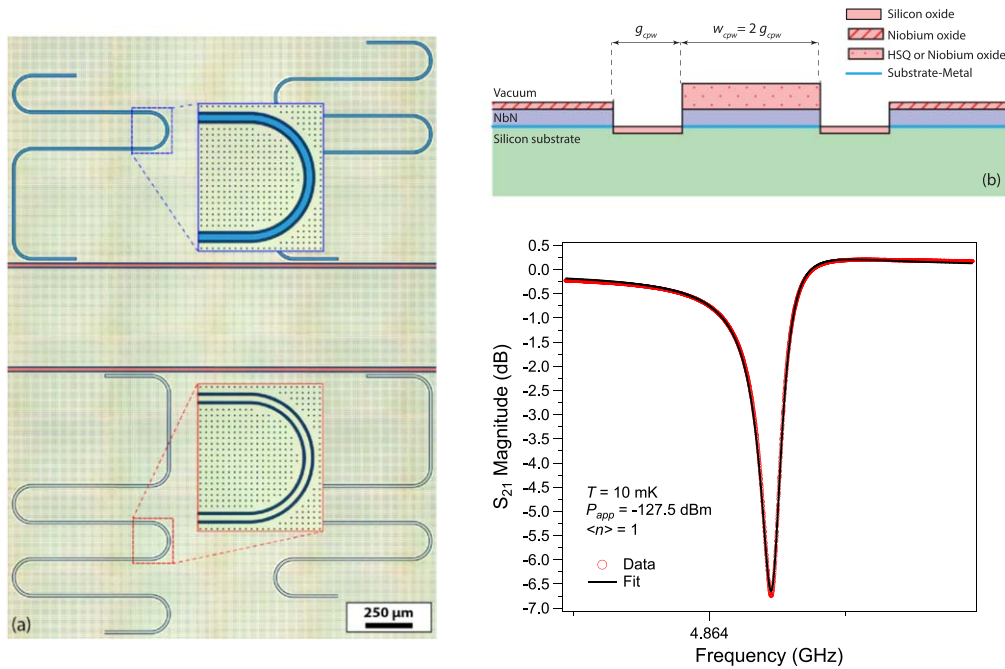 250 μm
(a)
g_cpw
w_cpw = 2 g_cpw
Silicon oxide
Niobium oxide
HSQ or Niobium oxide
Substrate-Metal
Vacuum
NbN
Silicon substrate
(b)
S₂₁ Magnitude (dB)
0.5
0.0
-0.5
-1.0
-1.5
-2.0
-2.5
-3.0
-3.5
-4.0
-4.5
-5.0
-5.5
-6.0
-6.5
-7.0
T = 10 mK
P_app = -127.5 dBm
<n> = 1
Data
Fit
4.864
Frequency (GHz)